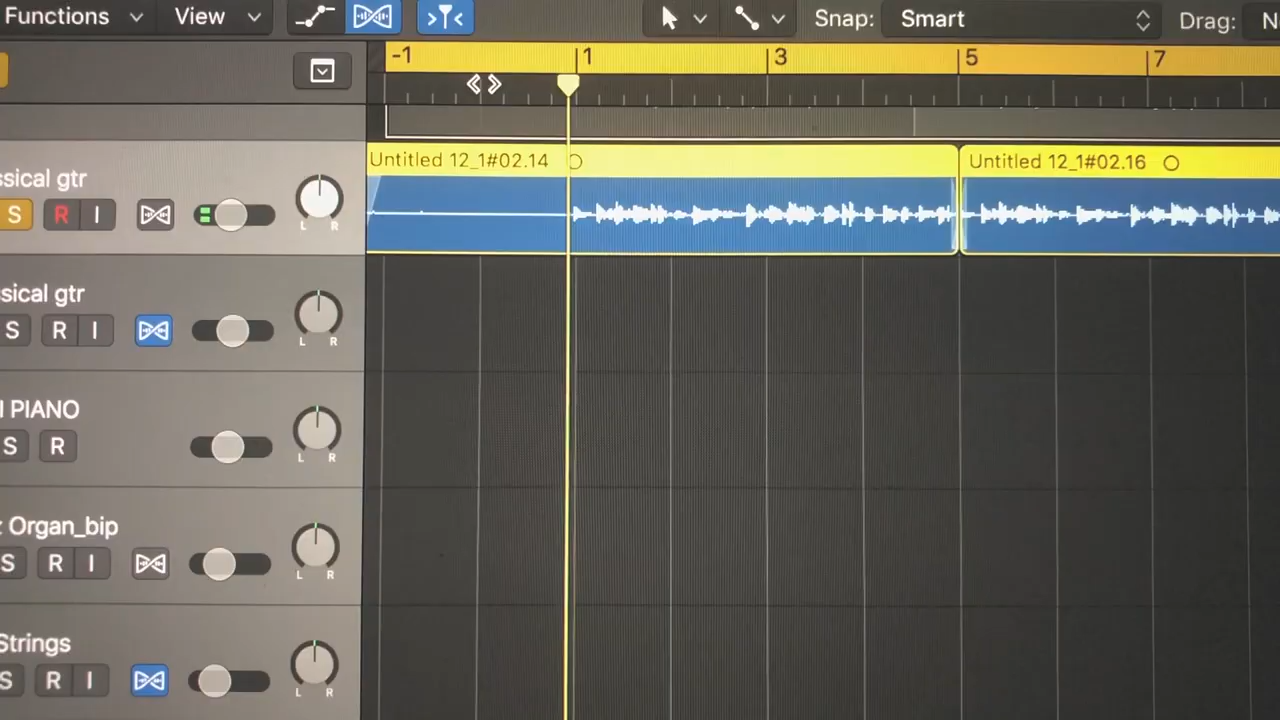 Functions View Snap: Smart Drag:
-1 1 3 5 7
Untitled 12_1#02.14 Untitled 12_1#02.16
ssical gtr
S R I L R
ssical gtr
S R I L R
I PIANO
S R L R
Organ_bip
S R I L R
Strings
S R I L R